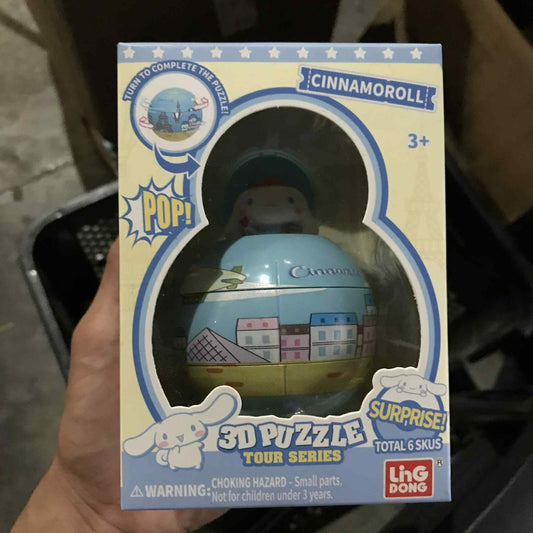 TURN TO COMPLETE THE PUZZLE!
CINNAMOROLL
3+
POP!
3D PUZZLE
TOUR SERIES
SURPRISE!
TOTAL 6 SKUS
WARNING: CHOKING HAZARD - Small parts.
Not for children under 3 years.
LingG
DONG
®